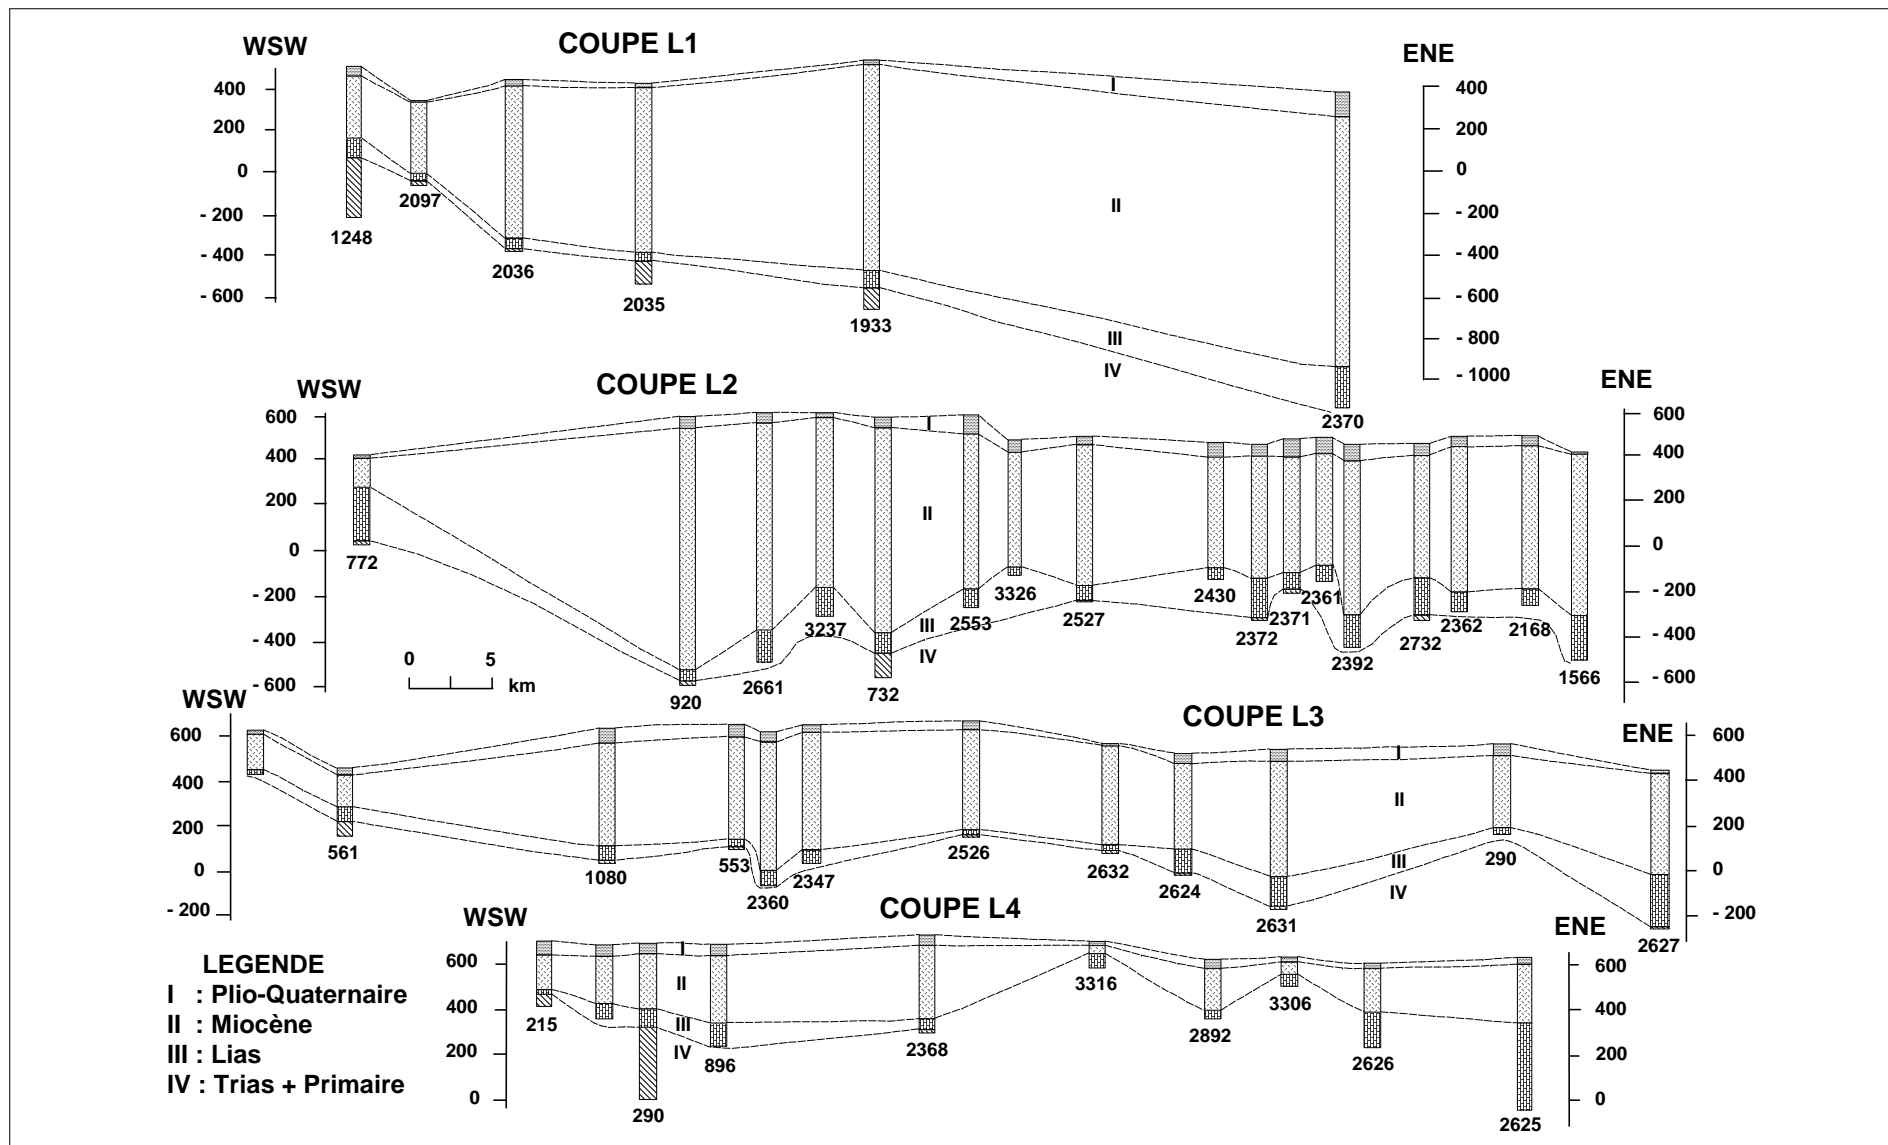 WSW
COUPE L1
ENE
400
200
0
- 200
- 400
- 600
400
200
0
- 200
- 400
- 600
- 800
- 1000
I
II
III
IV
1248
2097
2036
2035
1933
2370
WSW
COUPE L2
ENE
600
400
200
0
- 200
- 400
- 600
600
400
200
0
- 200
- 400
- 600
I
II
III
IV
772
920
2661
3237
732
2553
3326
2527
2430
2372
2371
2361
2392
2732
2362
2168
1566
0 5
km
WSW
COUPE L3
ENE
600
400
200
0
- 200
600
400
200
0
- 200
I
II
III
IV
561
1080
553
2360
2347
2526
2632
2624
2631
290
2627
WSW
COUPE L4
ENE
600
400
200
0
600
400
200
0
I
II
III
IV
215
290
896
2368
3316
2892
3306
2626
2625
LEGENDE
I : Plio-Quaternaire
II : Miocène
III : Lias
IV : Trias + Primaire